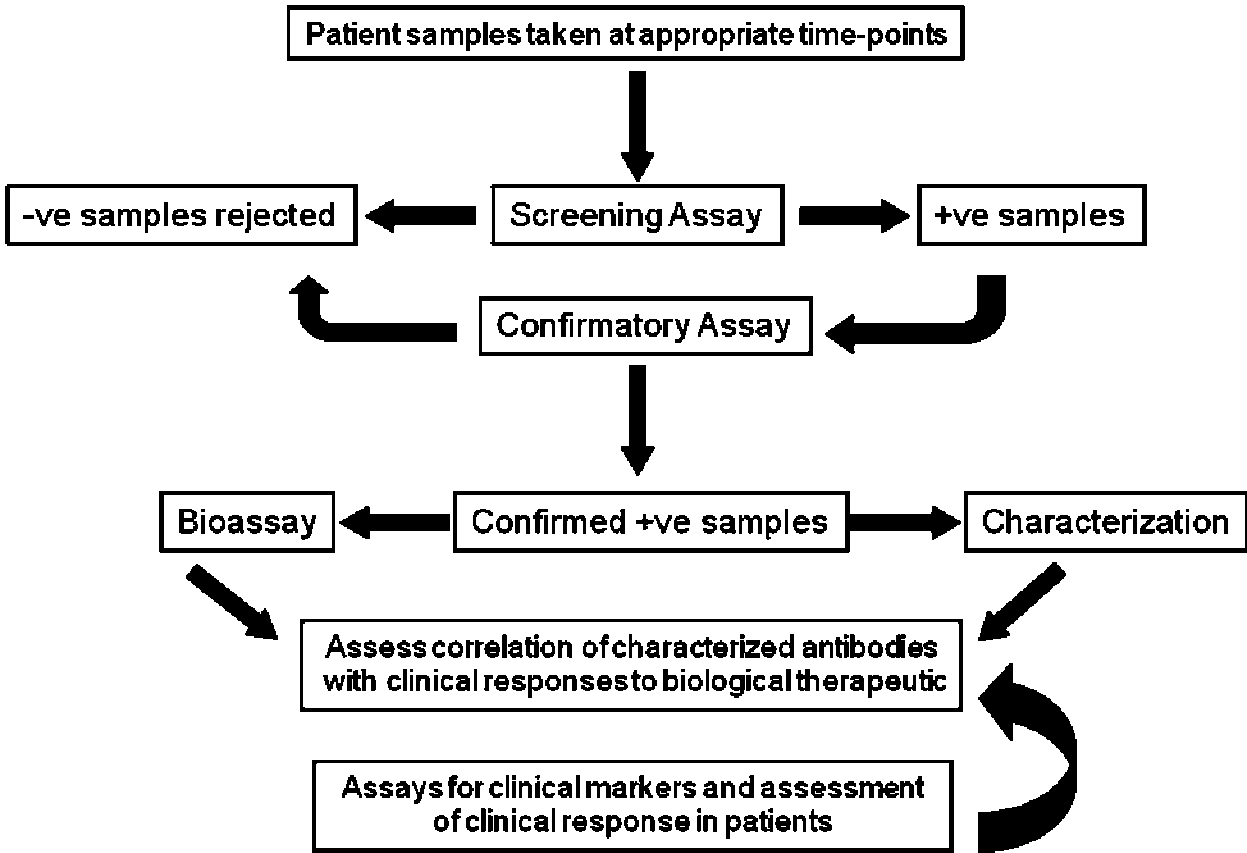 Patient samples taken at appropriate time-points
-ve samples rejected
Screening Assay
+ve samples
Confirmatory Assay
Bioassay
Confirmed +ve samples
Characterization
Assess correlation of characterized antibodies
with clinical responses to biological therapeutic
Assays for clinical markers and assessment
of clinical response in patients